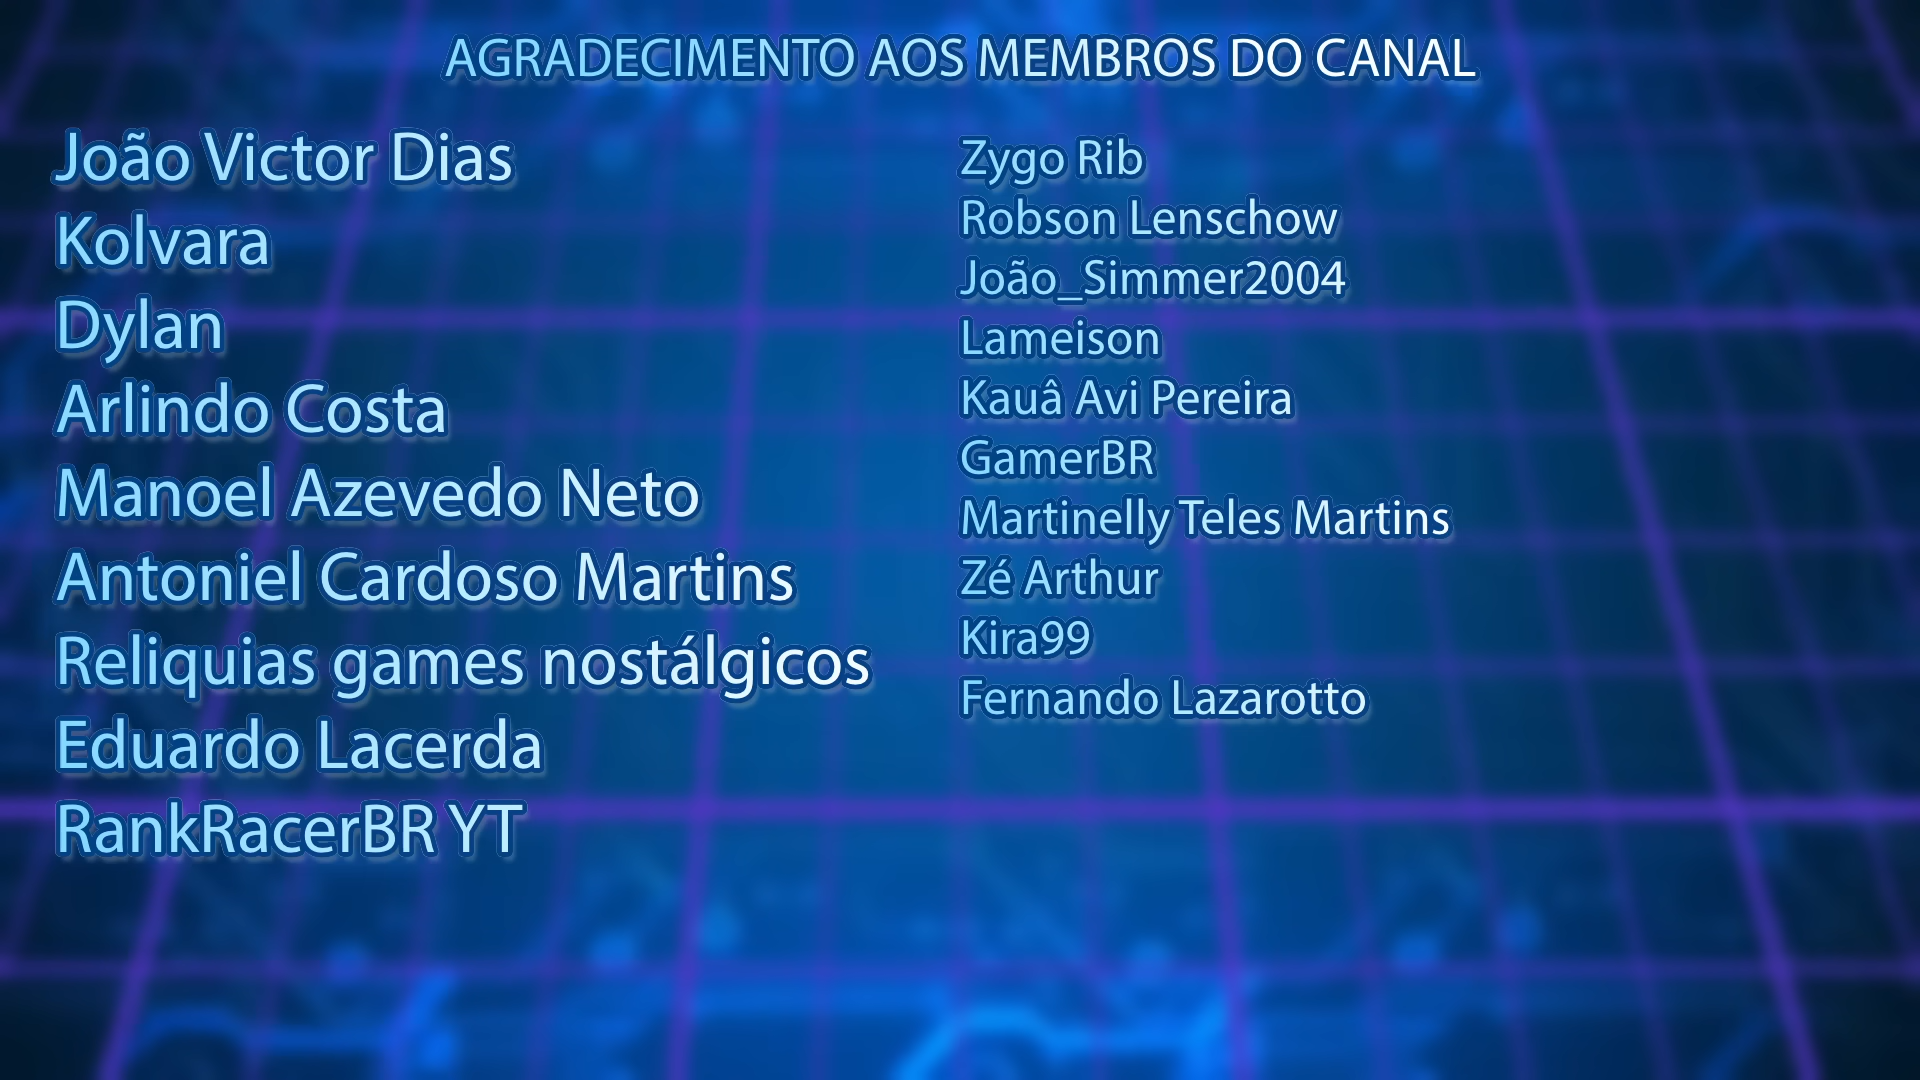 AGRADECIMENTO AOS MEMBROS DO CANAL
João Victor Dias
Kolvara
Dylan
Arlindo Costa
Manoel Azevedo Neto
Antoniel Cardoso Martins
Reliquias games nostálgicos
Eduardo Lacerda
RankRacerBR YT
Zygo Rib
Robson Lenschow
João_Simmer2004
Lameison
Kauâ Avi Pereira
GamerBR
Martinelly Teles Martins
Zé Arthur
Kira99
Fernando Lazarotto